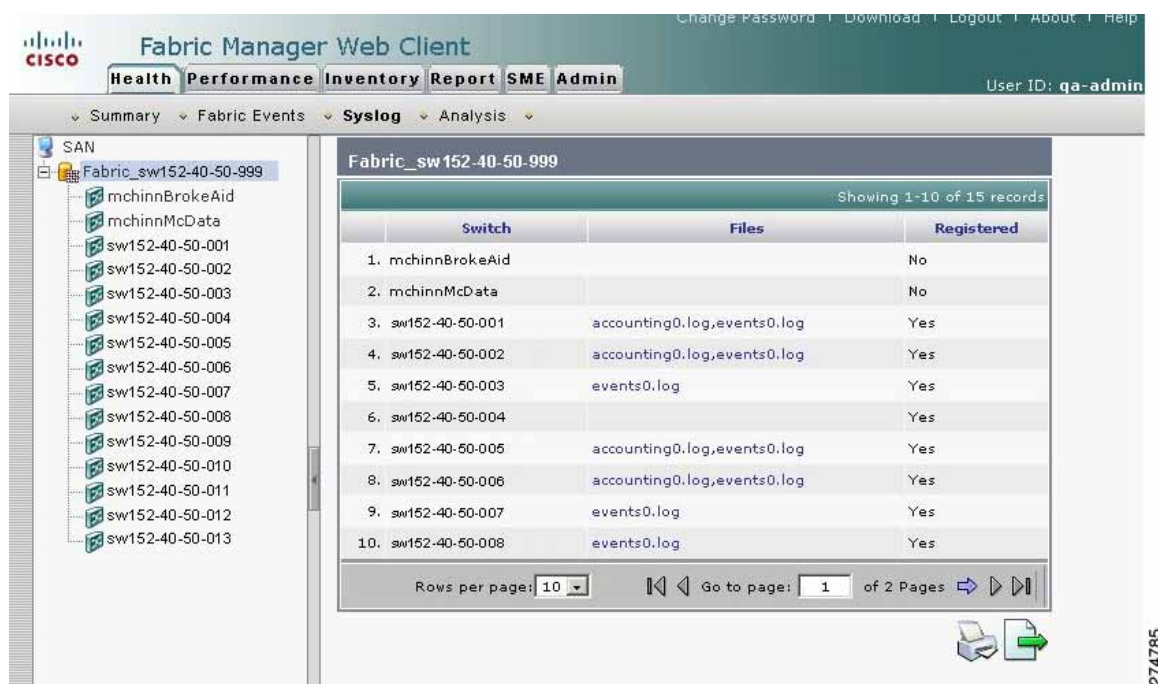 Change Password | Download | Logout | About | Help
CISCO
Fabric Manager Web Client
Health Performance Inventory Report SME Admin
User ID: qa-admin
Summary Fabric Events Syslog Analysis
SAN
Fabric_sw152-40-50-999
mchinnBrokeAid
mchinnMcData
sw152-40-50-001
sw152-40-50-002
sw152-40-50-003
sw152-40-50-004
sw152-40-50-005
sw152-40-50-006
sw152-40-50-007
sw152-40-50-008
sw152-40-50-009
sw152-40-50-010
sw152-40-50-011
sw152-40-50-012
sw152-40-50-013
Fabric_sw152-40-50-999
Showing 1-10 of 15 records
Switch Files Registered
1. mchinnBrokeAid No
2. mchinnMcData No
3. sw152-40-50-001 accounting0.log,events0.log Yes
4. sw152-40-50-002 accounting0.log,events0.log Yes
5. sw152-40-50-003 events0.log Yes
6. sw152-40-50-004 Yes
7. sw152-40-50-005 accounting0.log,events0.log Yes
8. sw152-40-50-006 accounting0.log,events0.log Yes
9. sw152-40-50-007 events0.log Yes
10. sw152-40-50-008 events0.log Yes
Rows per page: 10 Go to page: 1 of 2 Pages
274785